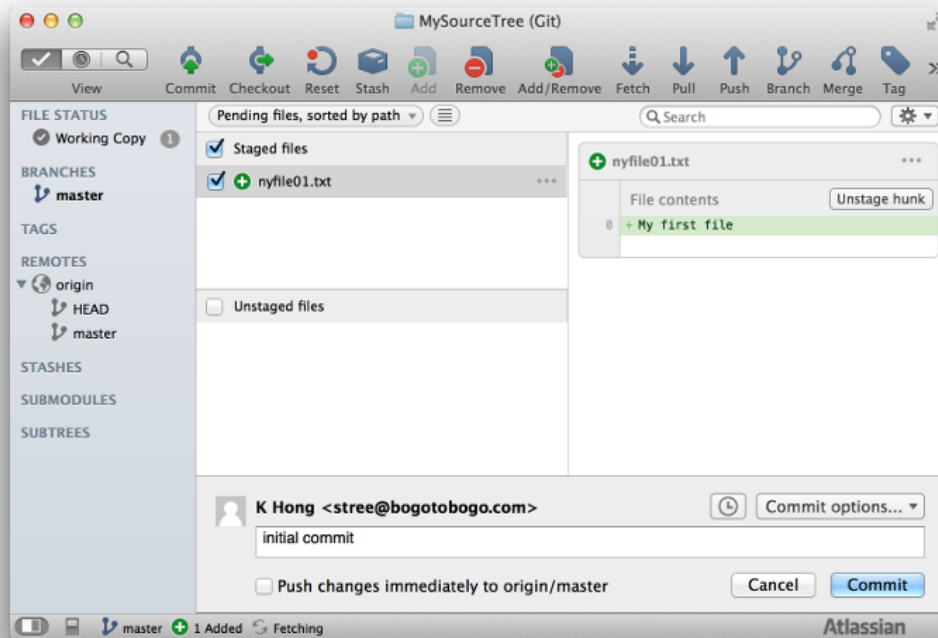 MySourceTree (Git)
View Commit Checkout Reset Stash Add Remove Add/Remove Fetch Pull Push Branch Merge Tag
FILE STATUS
Working Copy 1
BRANCHES
master
TAGS
REMOTES
origin
HEAD
master
STASHES
SUBMODULES
SUBTREES
Pending files, sorted by path
Search
Staged files
nyfile01.txt
Unstaged files
nyfile01.txt
File contents Unstage hunk
0 + My first file
K Hong <stree@bogotobogo.com> Commit options...
initial commit
Push changes immediately to origin/master Cancel Commit
master 1 Added Fetching Atlassian